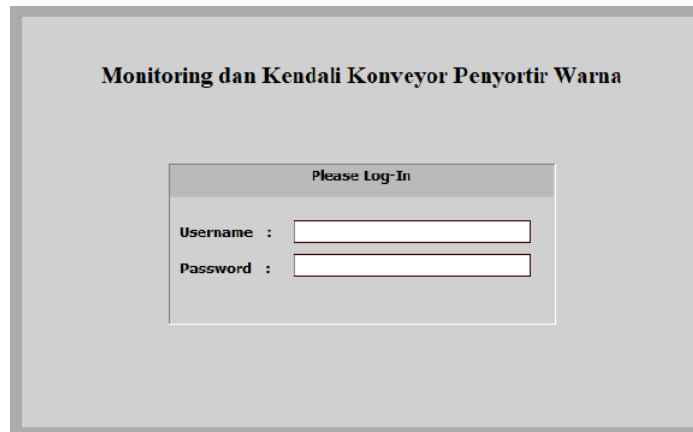 Monitoring dan Kendali Konveyor Penyortir Warna
Please Log-In
Username :
Password :